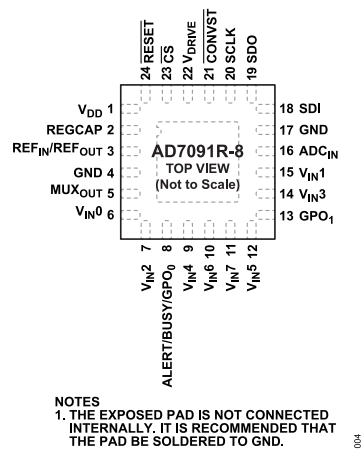 24 RESET
23 CS
22 VDRIVE
21 CONVST
20 SCLK
19 SDO
VDD 1
REGCAP 2
REFIN/REFOUT 3
GND 4
MUXOUT 5
VIN0 6
AD7091R-8
TOP VIEW
(Not to Scale)
18 SDI
17 GND
16 ADCIN
15 VIN1
14 VIN3
13 GPO1
VIN2 7
ALERT/BUSY/GPO0 8
VIN4 9
VIN6 10
VIN7 11
VIN5 12
NOTES
1. THE EXPOSED PAD IS NOT CONNECTED
INTERNALLY. IT IS RECOMMENDED THAT
THE PAD BE SOLDERED TO GND.
004